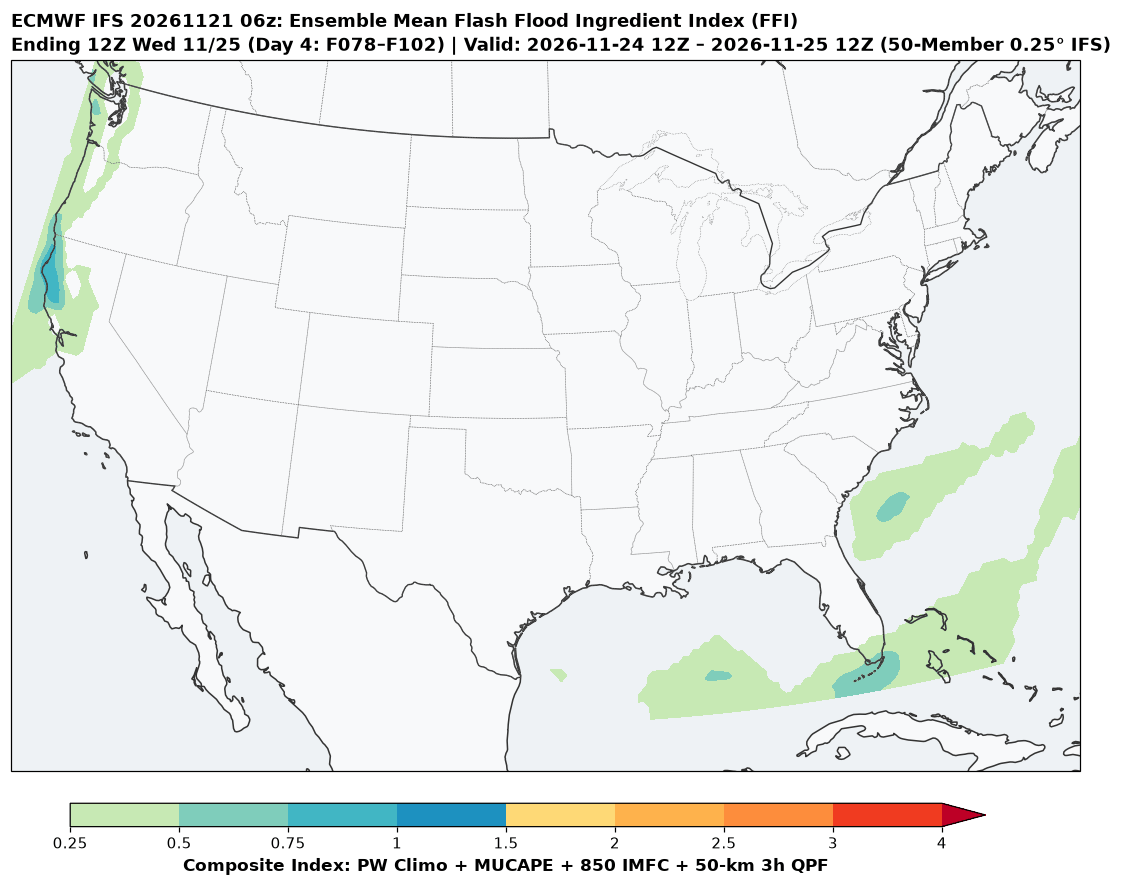 ECMWF IFS 20261121 06z: Ensemble Mean Flash Flood Ingredient Index (FFI)
Ending 12Z Wed 11/25 (Day 4: F078–F102) | Valid: 2026-11-24 12Z – 2026-11-25 12Z (50-Member 0.25° IFS)
0.25 0.5 0.75 1 1.5 2 2.5 3 4
Composite Index: PW Climo + MUCAPE + 850 IMFC + 50-km 3h QPF